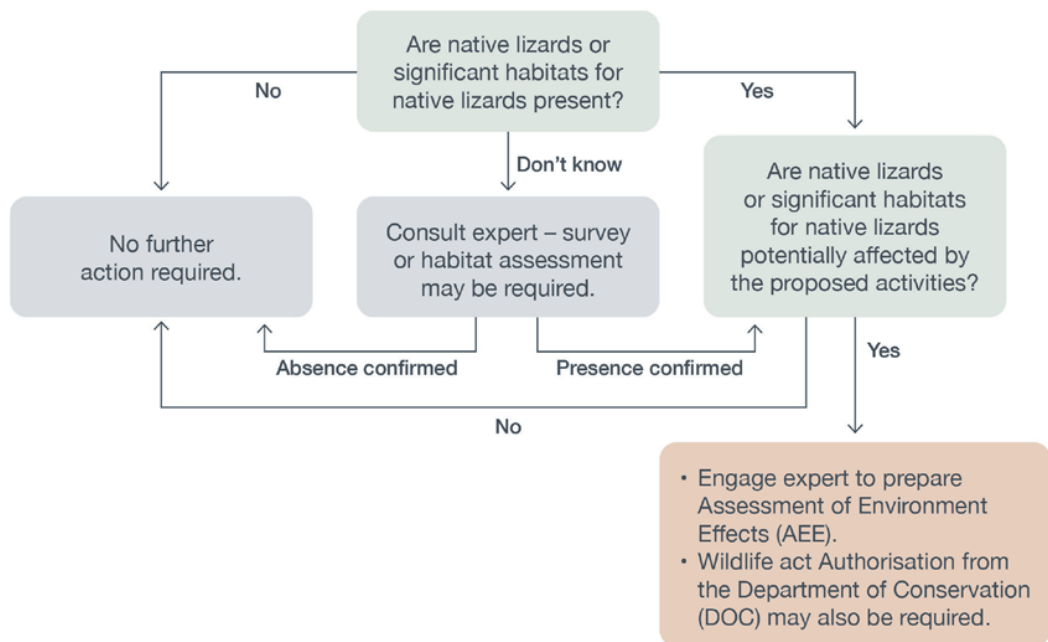 Are native lizards or
significant habitats for
native lizards present?
No
Yes
Don't know
No further
action required.
Consult expert – survey
or habitat assessment
may be required.
Are native lizards
or significant habitats
for native lizards
potentially affected by
the proposed activities?
Absence confirmed
Presence confirmed
Yes
No
• Engage expert to prepare
Assessment of Environment
Effects (AEE).
• Wildlife act Authorisation from
the Department of Conservation
(DOC) may also be required.